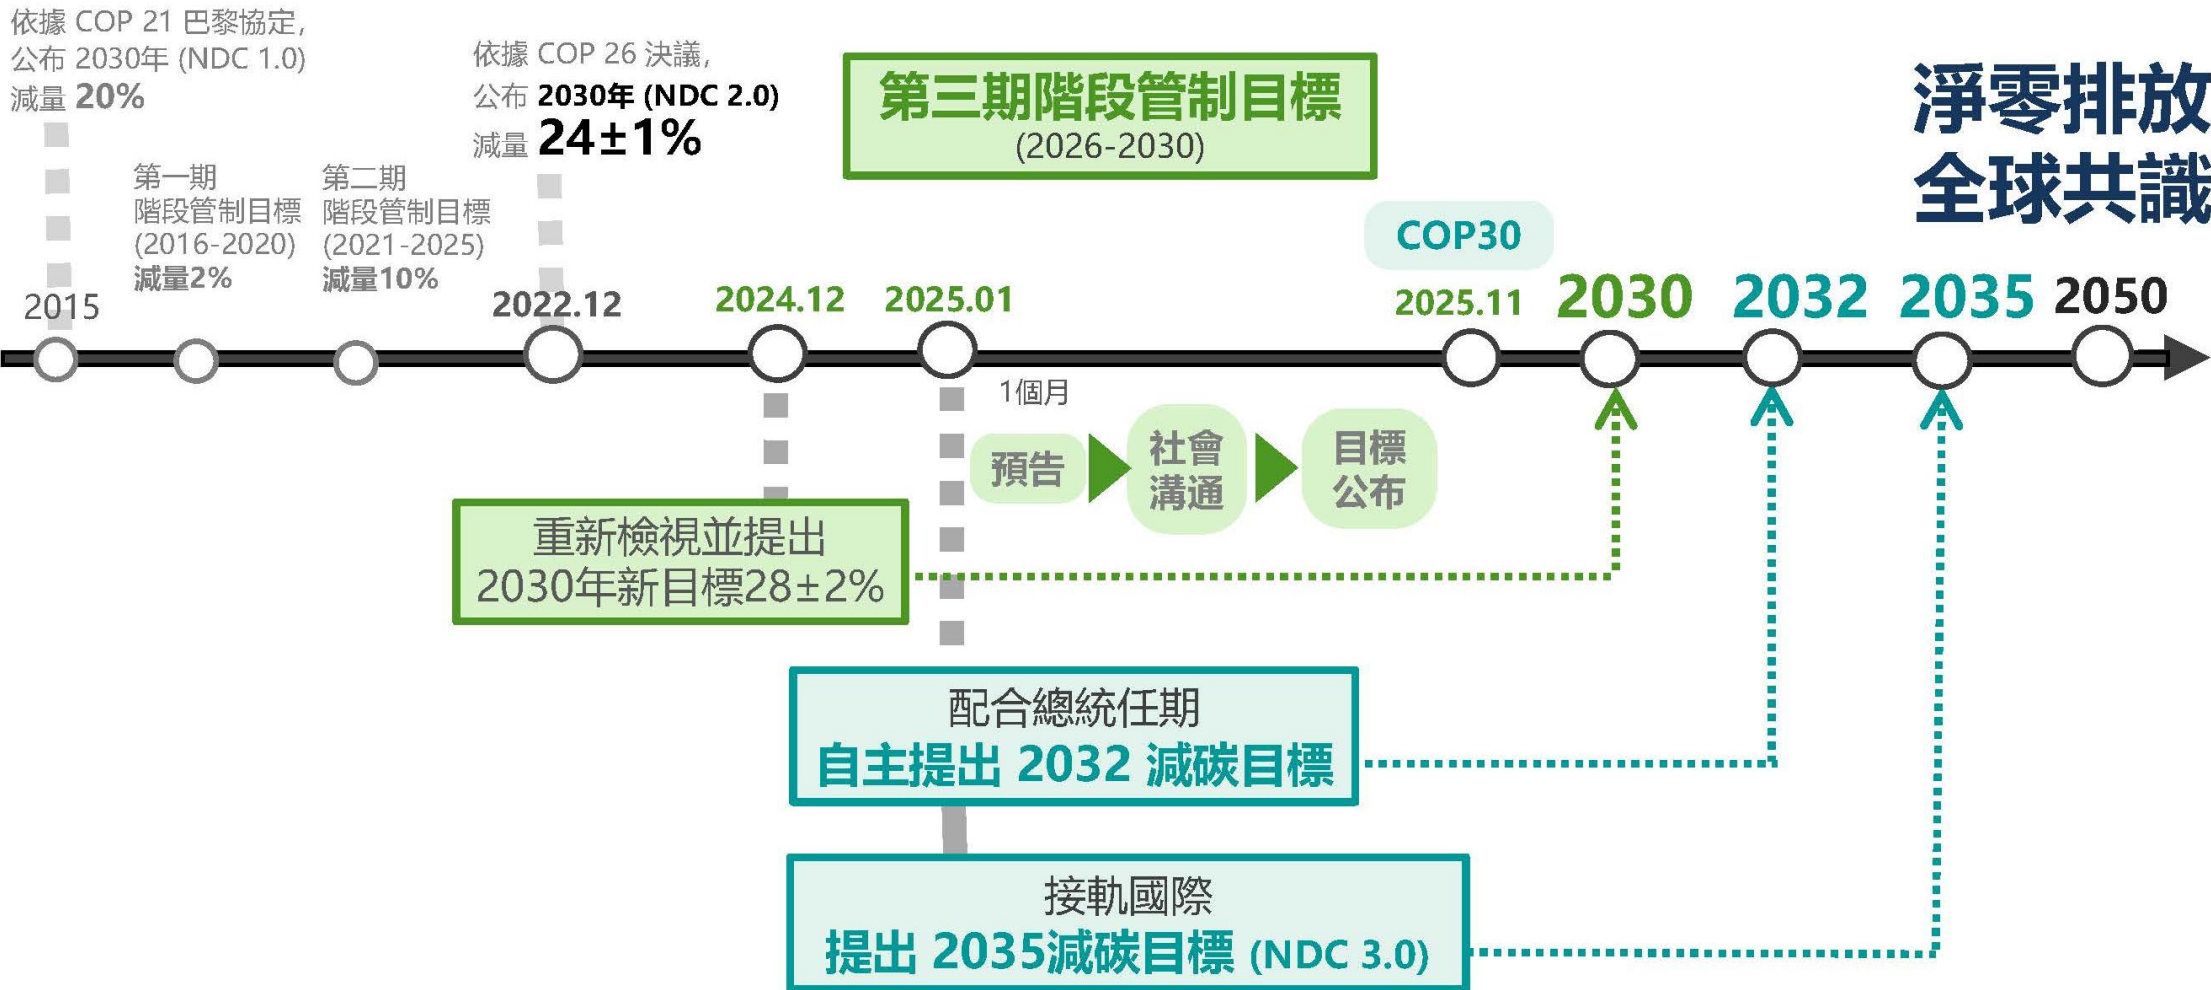 依據 COP 21 巴黎協定,
公布 2030年 (NDC 1.0)
減量 20%
第一期
階段管制目標
(2016-2020)
減量2%
第二期
階段管制目標
(2021-2025)
減量10%
依據 COP 26 決議,
公布 2030年 (NDC 2.0)
減量 24±1%
第三期階段管制目標
(2026-2030)
淨零排放
全球共識
COP30
2015
2022.12
2024.12
2025.01
2025.11
2030
2032
2035
2050
1個月
預告
社會
溝通
目標
公布
重新檢視並提出
2030年新目標28±2%
配合總統任期
自主提出 2032 減碳目標
接軌國際
提出 2035減碳目標 (NDC 3.0)